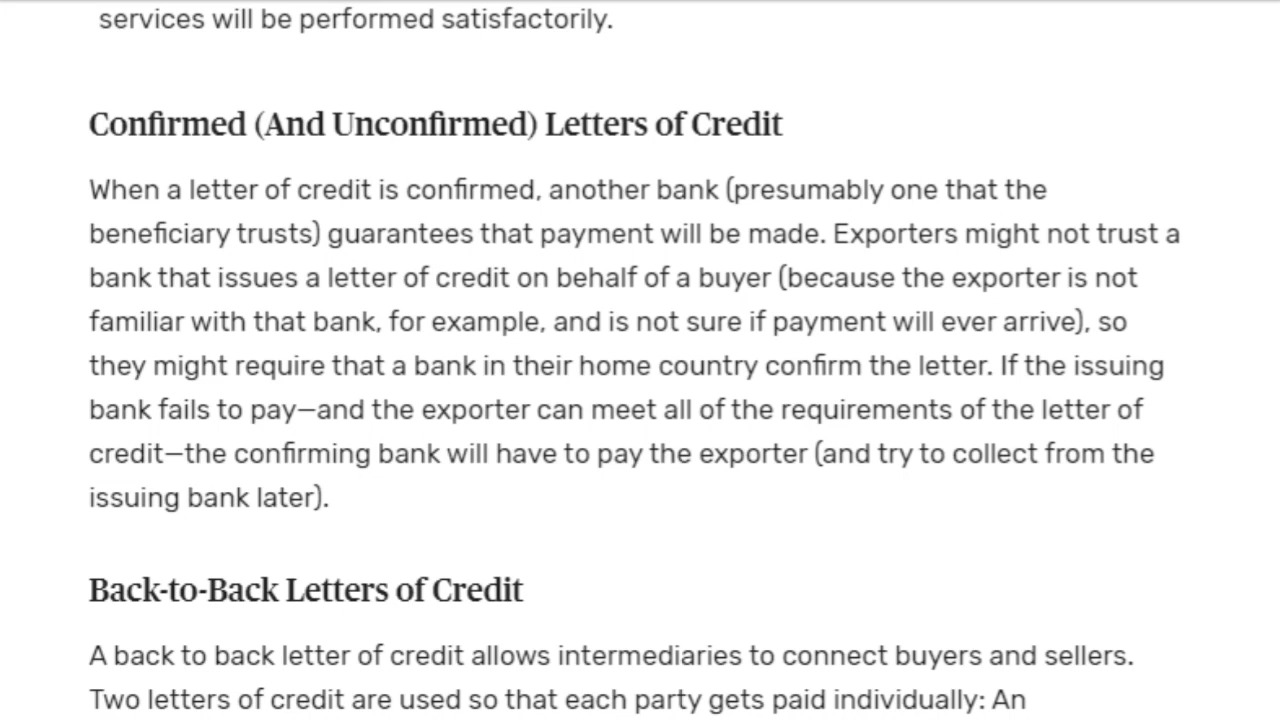 services will be performed satisfactorily.
Confirmed (And Unconfirmed) Letters of Credit
When a letter of credit is confirmed, another bank (presumably one that the
beneficiary trusts) guarantees that payment will be made. Exporters might not trust a
bank that issues a letter of credit on behalf of a buyer (because the exporter is not
familiar with that bank, for example, and is not sure if payment will ever arrive), so
they might require that a bank in their home country confirm the letter. If the issuing
bank fails to pay—and the exporter can meet all of the requirements of the letter of
credit—the confirming bank will have to pay the exporter (and try to collect from the
issuing bank later).
Back-to-Back Letters of Credit
A back to back letter of credit allows intermediaries to connect buyers and sellers.
Two letters of credit are used so that each party gets paid individually: An